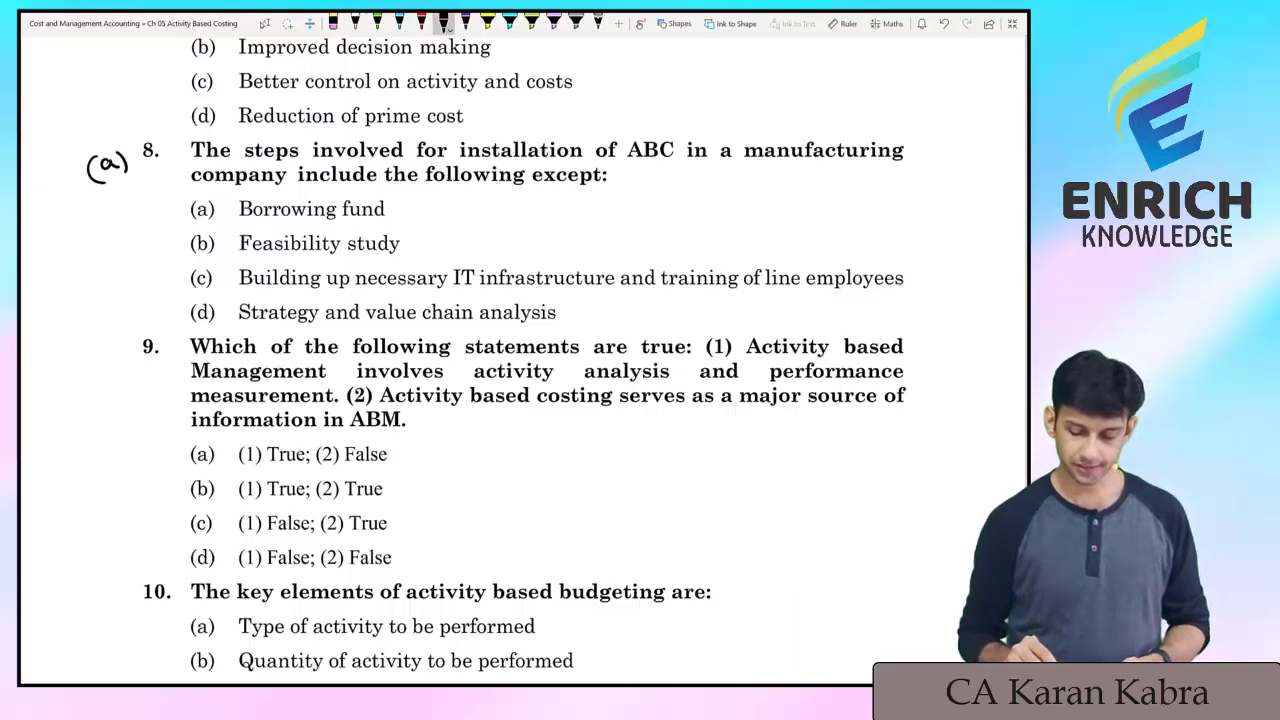 Cost and Management Accounting » Ch 05 Activity Based Costing
Shapes
Ink to Shape
Ink to Text
Ruler
Maths
(b) Improved decision making
(c) Better control on activity and costs
(d) Reduction of prime cost
(a)
8. The steps involved for installation of ABC in a manufacturing
company include the following except:
(a) Borrowing fund
(b) Feasibility study
(c) Building up necessary IT infrastructure and training of line employees
(d) Strategy and value chain analysis
9. Which of the following statements are true: (1) Activity based
Management involves activity analysis and performance
measurement. (2) Activity based costing serves as a major source of
information in ABM.
(a) (1) True; (2) False
(b) (1) True; (2) True
(c) (1) False; (2) True
(d) (1) False; (2) False
10. The key elements of activity based budgeting are:
(a) Type of activity to be performed
(b) Quantity of activity to be performed
ENRICH
KNOWLEDGE
CA Karan Kabra